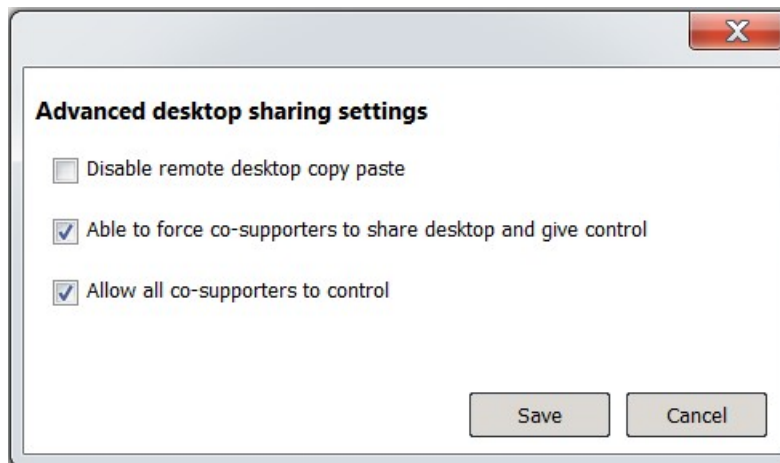 Advanced desktop sharing settings
Disable remote desktop copy paste
Able to force co-supporters to share desktop and give control
Allow all co-supporters to control
Save Cancel